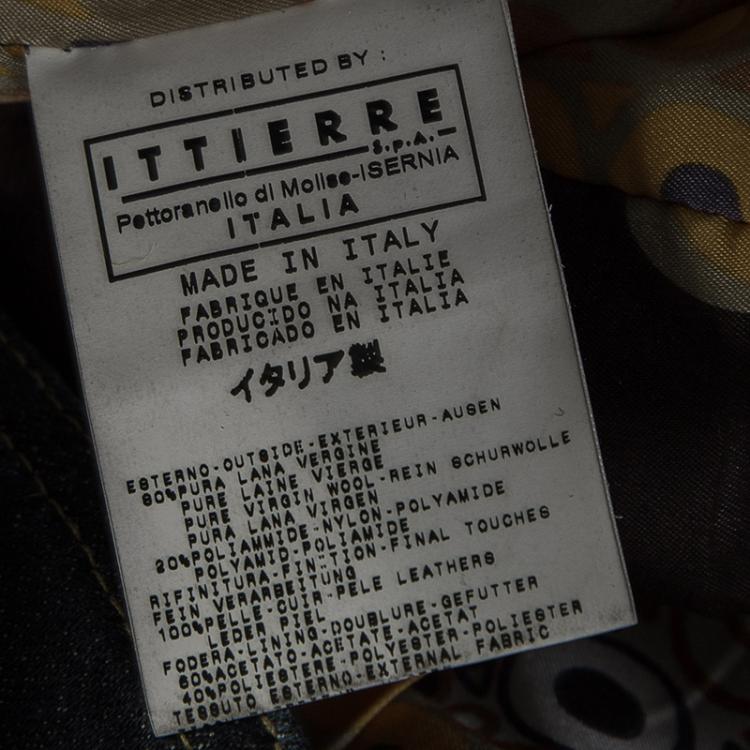 DISTRIBUTED BY :
ITTIERRE
S.p.A.
Pettoranello di Molise-ISERNIA
ITALIA
MADE IN ITALY
FABRIQUE EN ITALIE
PRODUCIDO NA ITALIA
FABRICADO EN ITALIA
イタリア製
ESTERNO-OUTSIDE-EXTERIEUR-AUSEN
80%PURA LANA VERGINE
PURE LAINE VIERGE
PURE VIRGIN WOOL-REIN SCHURWOLLE
PURA LANA VIRGEN
20%POLIAMMIDE-NYLON-POLYAMIDE
POLYAMID-POLIAMIDE
RIFINITURA-FINITION-FINAL TOUCHES
FEIN VERARBEITUNG
100%PELLE-CUIR-PELE LEATHERS
LEDER PIEL
FODERA-LINING-DOUBLURE-GEFUTTER
60%ACETATO-ACETATE-ACETAT
40%POLIESTERE-POLYESTER-POLIESTER
TESSUTO ESTERNO-EXTERNAL FABRIC